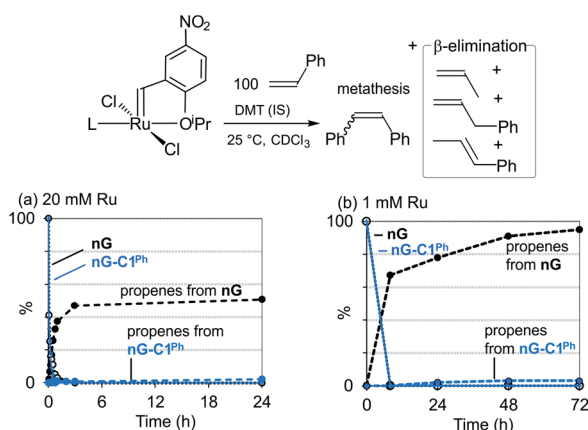 NO₂
+ β-elimination
Ph
100
Cl
metathesis
+
L
Ru
OⁱPr
DMT (IS)
Ph
+
Cl
25 °C, CDCl₃
Ph
Ph
Ph
(a) 20 mM Ru
(b) 1 mM Ru
100
nG
nG-C1ᴾʰ
propenes from nG
propenes from
nG-C1ᴾʰ
%
0
0
6
12
18
24
Time (h)
100
nG
nG-C1ᴾʰ
propenes
from nG
propenes
from nG-C1ᴾʰ
%
0
0
24
48
72
Time (h)